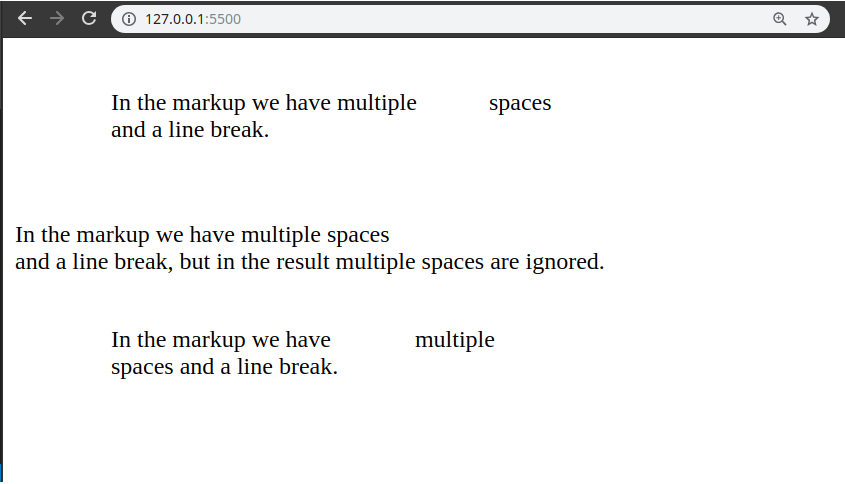 127.0.0.1:5500
In the markup we have multiple spaces
and a line break.
In the markup we have multiple spaces
and a line break, but in the result multiple spaces are ignored.
In the markup we have multiple
spaces and a line break.